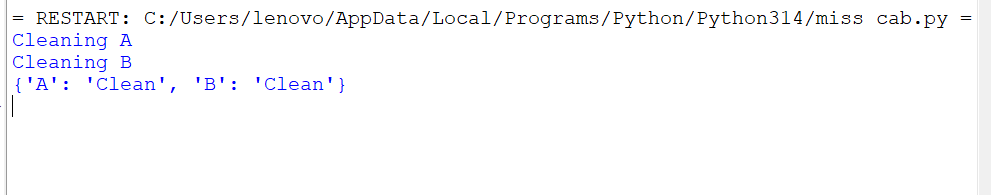 = RESTART: C:/Users/lenovo/AppData/Local/Programs/Python/Python314/miss cab.py =
Cleaning A
Cleaning B
{'A': 'Clean', 'B': 'Clean'}